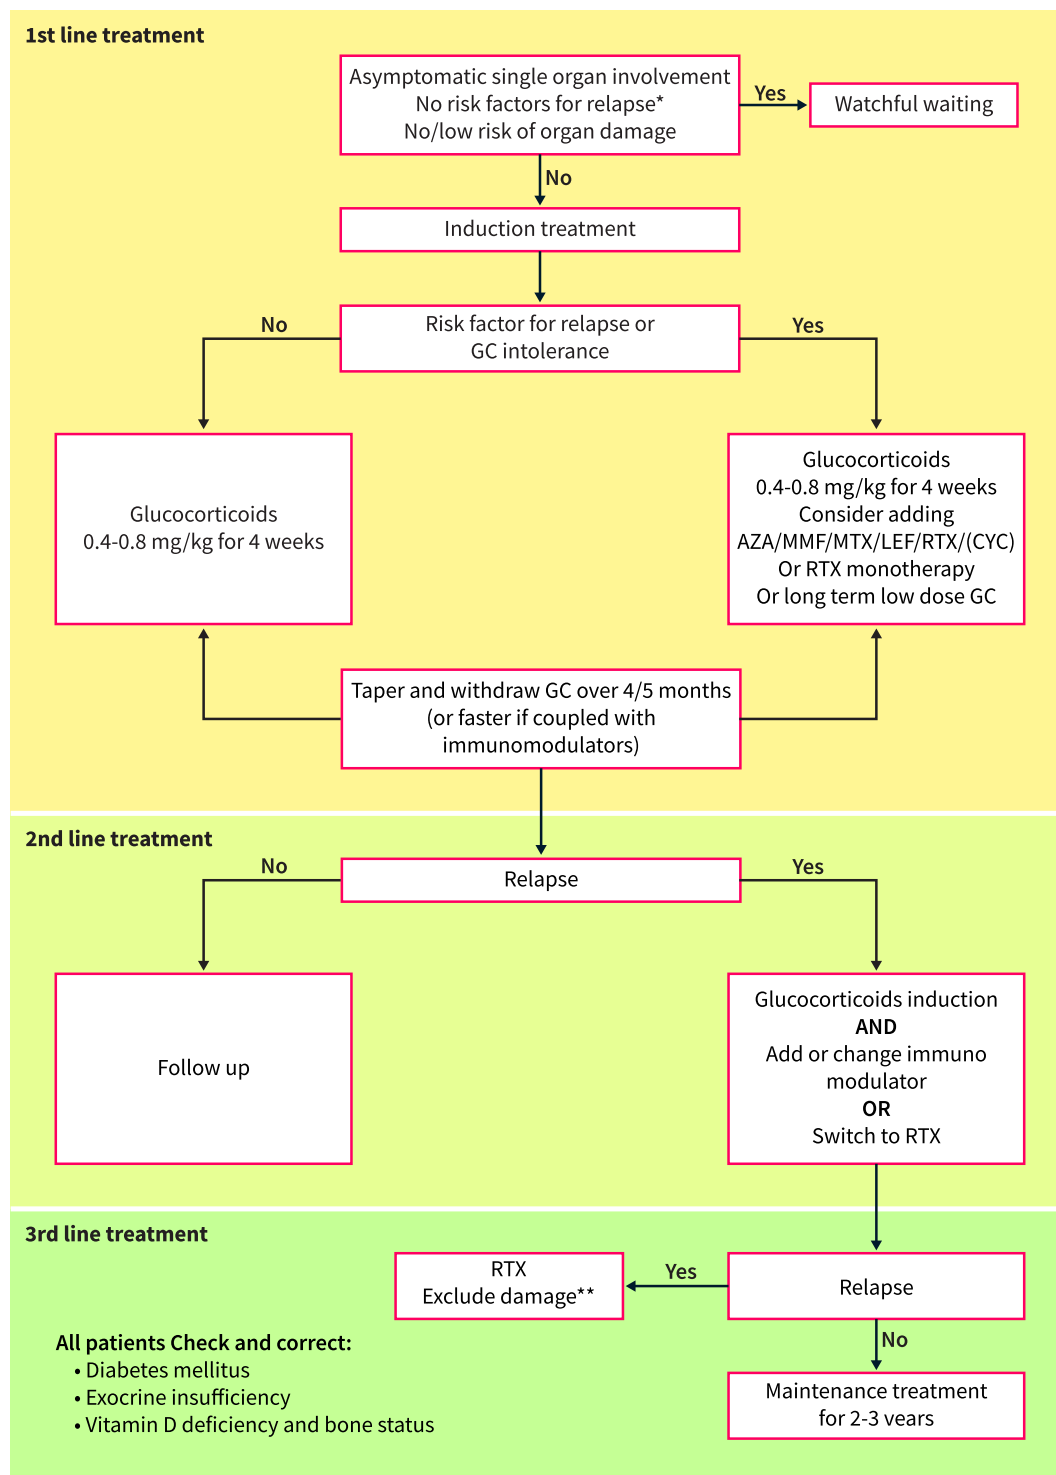 1st line treatment
Asymptomatic single organ involvement
No risk factors for relapse*
No/low risk of organ damage
Yes
Watchful waiting
No
Induction treatment
Risk factor for relapse or
GC intolerance
No
Yes
Glucocorticoids
0.4-0.8 mg/kg for 4 weeks
Glucocorticoids
0.4-0.8 mg/kg for 4 weeks
Consider adding
AZA/MMF/MTX/LEF/RTX/(CYC)
Or RTX monotherapy
Or long term low dose GC
Taper and withdraw GC over 4/5 months
(or faster if coupled with
immunomodulators)
2nd line treatment
Relapse
No
Yes
Follow up
Glucocorticoids induction
AND
Add or change immuno
modulator
OR
Switch to RTX
3rd line treatment
Relapse
Yes
RTX
Exclude damage**
No
Maintenance treatment
for 2-3 vears
All patients Check and correct:
• Diabetes mellitus
• Exocrine insufficiency
• Vitamin D deficiency and bone status